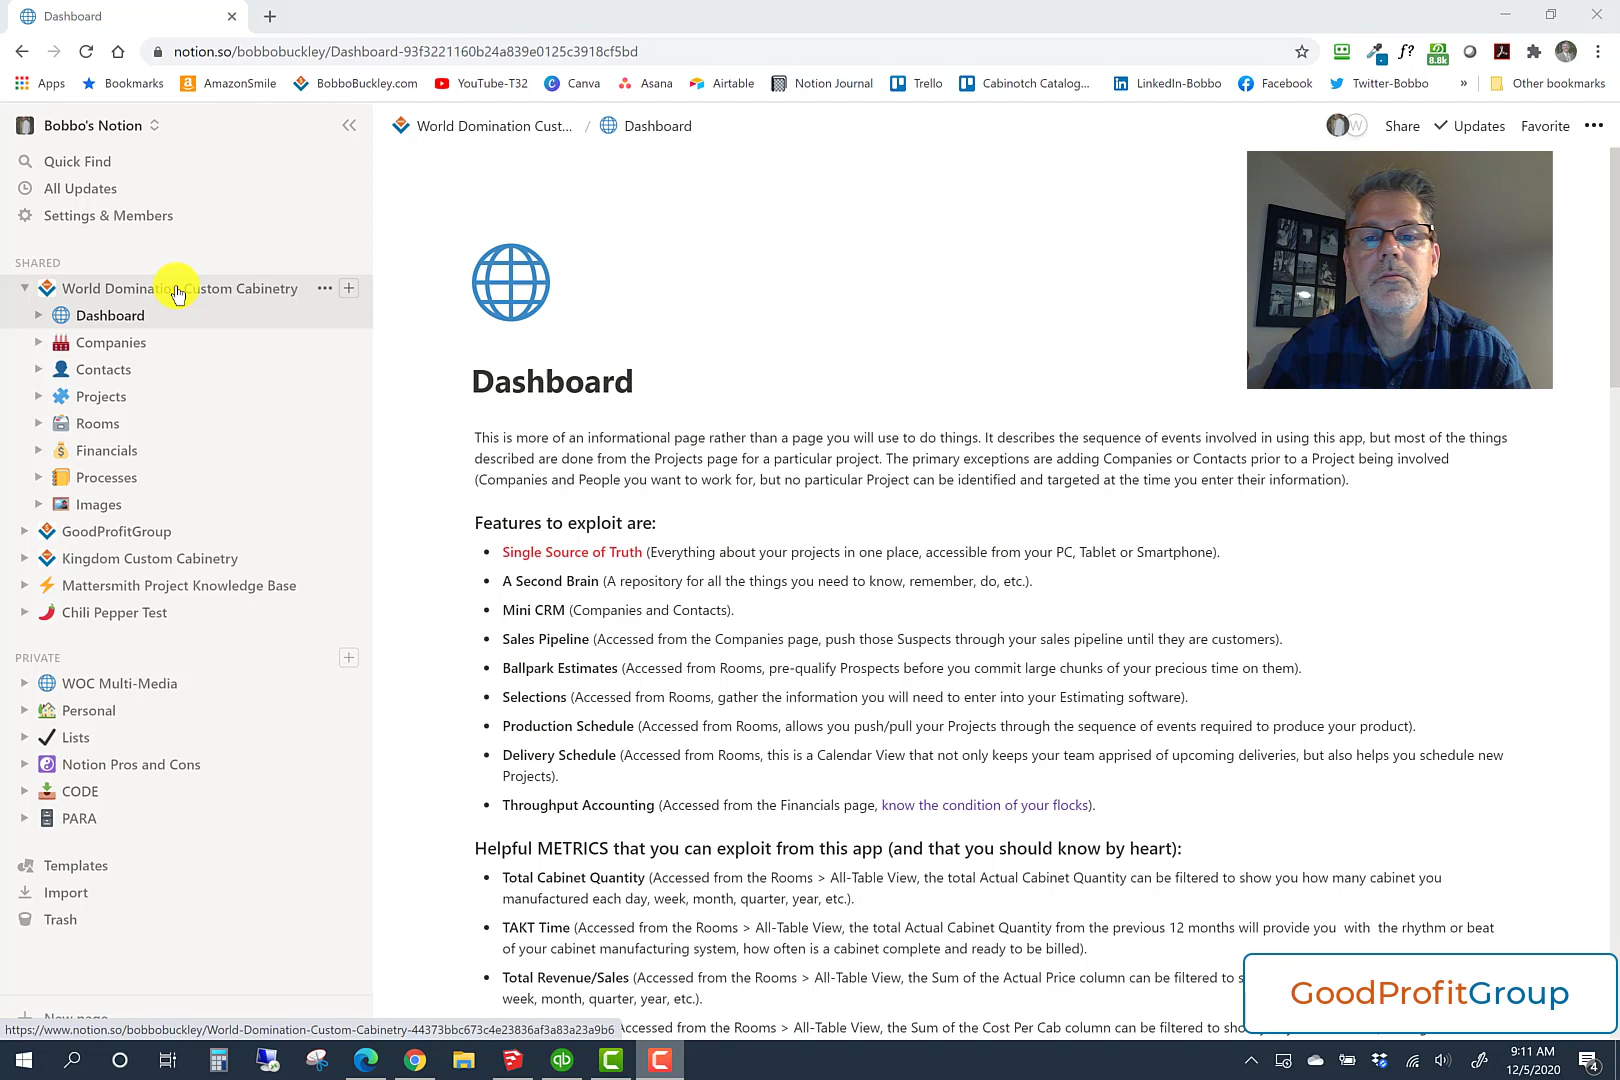 Dashboard
notion.so/bobbobuckley/Dashboard-93f3221160b24a839e0125c3918cf5bd
f?
8.8k
Apps
Bookmarks
AmazonSmile
BobboBuckley.com
YouTube-T32
Canva
Asana
Airtable
Notion Journal
Trello
Cabinotch Catalog...
LinkedIn-Bobbo
Facebook
Twitter-Bobbo
»
Other bookmarks
Bobbo's Notion
World Domination Cust... / Dashboard
W
Share
Updates
Favorite
Quick Find
All Updates
Settings & Members
SHARED
World Domination Custom Cabinetry
Dashboard
Companies
Contacts
Projects
Rooms
Financials
Processes
Images
GoodProfitGroup
Kingdom Custom Cabinetry
Mattersmith Project Knowledge Base
Chili Pepper Test
PRIVATE
WOC Multi-Media
Personal
Lists
Notion Pros and Cons
CODE
PARA
Templates
Import
Trash
New page
https://www.notion.so/bobbobuckley/World-Domination-Custom-Cabinetry-44373bbc673c4e23836af3a83a23a9b6
Dashboard
This is more of an informational page rather than a page you will use to do things. It describes the sequence of events involved in using this app, but most of the things
described are done from the Projects page for a particular project. The primary exceptions are adding Companies or Contacts prior to a Project being involved
(Companies and People you want to work for, but no particular Project can be identified and targeted at the time you enter their information).
Features to exploit are:
• Single Source of Truth (Everything about your projects in one place, accessible from your PC, Tablet or Smartphone).
• A Second Brain (A repository for all the things you need to know, remember, do, etc.).
• Mini CRM (Companies and Contacts).
• Sales Pipeline (Accessed from the Companies page, push those Suspects through your sales pipeline until they are customers).
• Ballpark Estimates (Accessed from Rooms, pre-qualify Prospects before you commit large chunks of your precious time on them).
• Selections (Accessed from Rooms, gather the information you will need to enter into your Estimating software).
• Production Schedule (Accessed from Rooms, allows you push/pull your Projects through the sequence of events required to produce your product).
• Delivery Schedule (Accessed from Rooms, this is a Calendar View that not only keeps your team apprised of upcoming deliveries, but also helps you schedule new
Projects).
• Throughput Accounting (Accessed from the Financials page, know the condition of your flocks).
Helpful METRICS that you can exploit from this app (and that you should know by heart):
• Total Cabinet Quantity (Accessed from the Rooms > All-Table View, the total Actual Cabinet Quantity can be filtered to show you how many cabinet you
manufactured each day, week, month, quarter, year, etc.).
• TAKT Time (Accessed from the Rooms > All-Table View, the total Actual Cabinet Quantity from the previous 12 months will provide you with the rhythm or beat
of your cabinet manufacturing system, how often is a cabinet complete and ready to be billed).
• Total Revenue/Sales (Accessed from the Rooms > All-Table View, the Sum of the Actual Price column can be filtered to
week, month, quarter, year, etc.).
Accessed from the Rooms > All-Table View, the Sum of the Cost Per Cab column can be filtered to
GoodProfitGroup
9:11 AM
12/5/2020
4